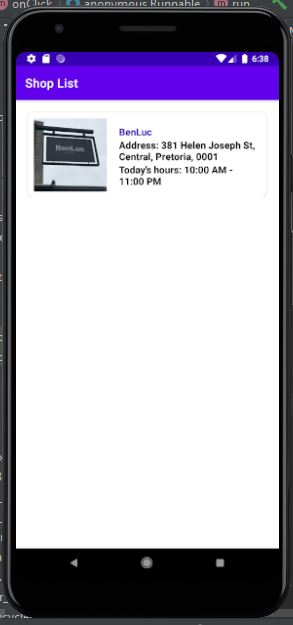 onClick
anonymous Runnable
run
6:38
Shop List
BenLuc
BenLuc
Address: 381 Helen Joseph St,
Central, Pretoria, 0001
Today's hours: 10:00 AM -
11:00 PM